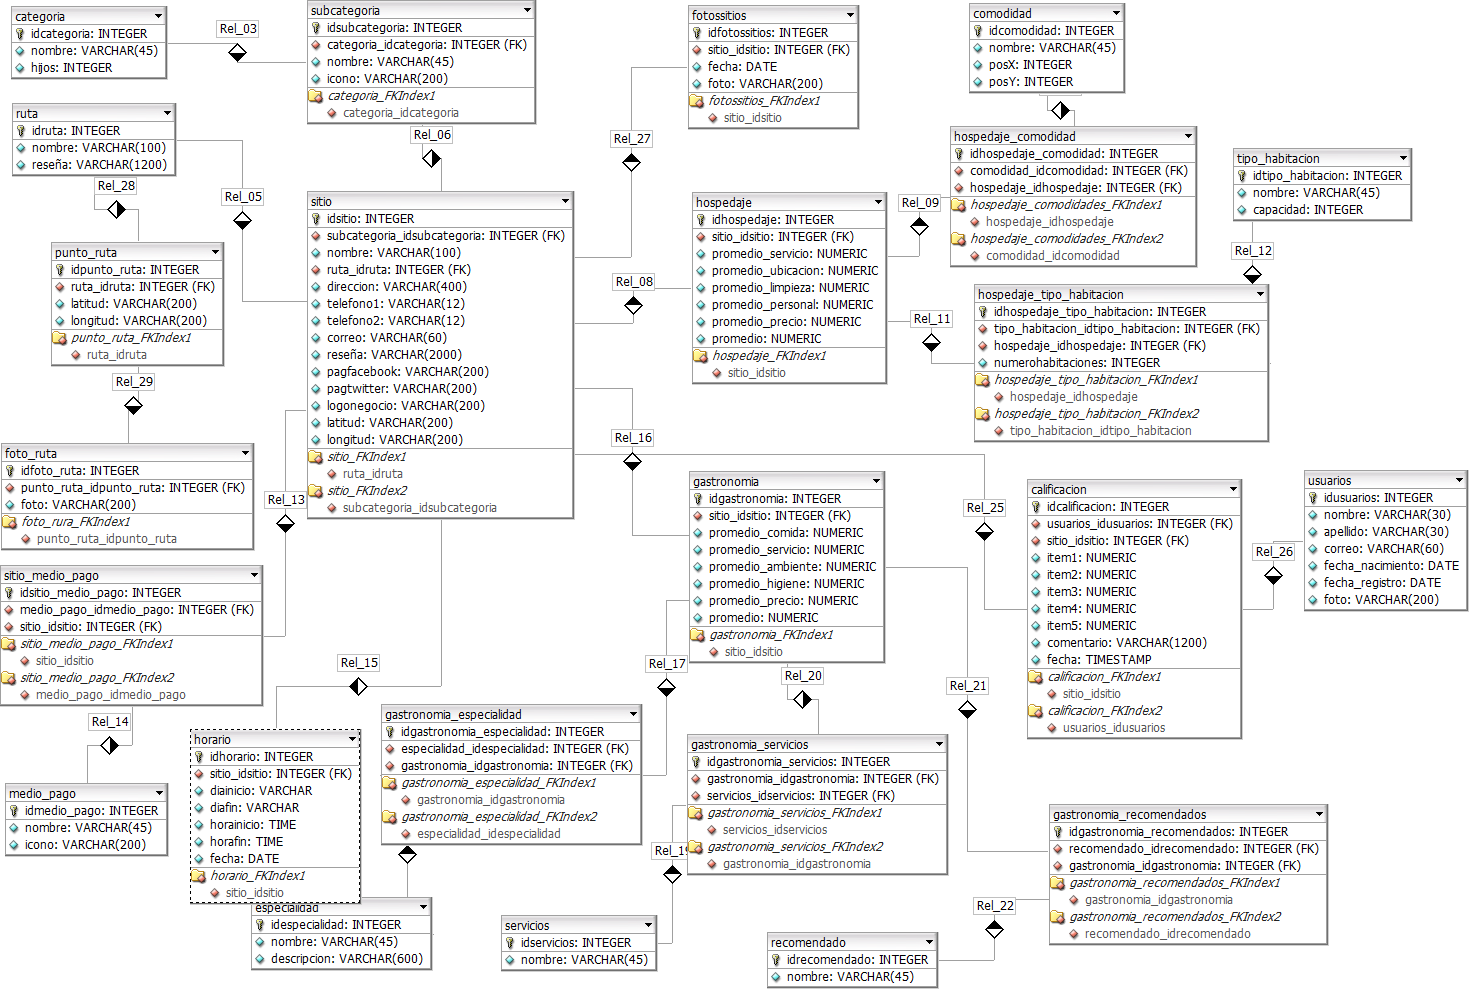 categoria
idcategoria: INTEGER
nombre: VARCHAR(45)
hijos: INTEGER
Rel_03
subcategoria
idsubcategoria: INTEGER
categoria_idcategoria: INTEGER (FK)
nombre: VARCHAR(45)
icono: VARCHAR(200)
categoria_FKIndex1
categoria_idcategoria
Rel_06
fotossitios
idfotossitios: INTEGER
sitio_idsitio: INTEGER (FK)
fecha: DATE
foto: VARCHAR(200)
fotossitios_FKIndex1
sitio_idsitio
Rel_27
comodidad
idcomodidad: INTEGER
nombre: VARCHAR(45)
posX: INTEGER
posY: INTEGER
ruta
idruta: INTEGER
nombre: VARCHAR(100)
reseña: VARCHAR(1200)
Rel_28
Rel_05
hospedaje_comodidad
idhospedaje_comodidad: INTEGER
comodidad_idcomodidad: INTEGER (FK)
hospedaje_idhospedaje: INTEGER (FK)
hospedaje_comodidades_FKIndex1
hospedaje_idhospedaje
hospedaje_comodidades_FKIndex2
comodidad_idcomodidad
tipo_habitacion
idtipo_habitacion: INTEGER
nombre: VARCHAR(45)
capacidad: INTEGER
Rel_12
sitio
idsitio: INTEGER
subcategoria_idsubcategoria: INTEGER (FK)
nombre: VARCHAR(100)
ruta_idruta: INTEGER (FK)
direccion: VARCHAR(400)
telefono1: VARCHAR(12)
telefono2: VARCHAR(12)
correo: VARCHAR(60)
reseña: VARCHAR(2000)
pagfacebook: VARCHAR(200)
pagtwitter: VARCHAR(200)
logonegocio: VARCHAR(200)
latitud: VARCHAR(200)
longitud: VARCHAR(200)
sitio_FKIndex1
ruta_idruta
sitio_FKIndex2
subcategoria_idsubcategoria
hospedaje
idhospedaje: INTEGER
sitio_idsitio: INTEGER (FK)
promedio_servicio: NUMERIC
promedio_ubicacion: NUMERIC
promedio_limpieza: NUMERIC
promedio_personal: NUMERIC
promedio_precio: NUMERIC
promedio: NUMERIC
hospedaje_FKIndex1
sitio_idsitio
Rel_09
Rel_08
Rel_11
punto_ruta
idpunto_ruta: INTEGER
ruta_idruta: INTEGER (FK)
latitud: VARCHAR(200)
longitud: VARCHAR(200)
punto_ruta_FKIndex1
ruta_idruta
Rel_29
hospedaje_tipo_habitacion
idhospedaje_tipo_habitacion: INTEGER
tipo_habitacion_idtipo_habitacion: INTEGER (FK)
hospedaje_idhospedaje: INTEGER (FK)
numerohabitaciones: INTEGER
hospedaje_tipo_habitacion_FKIndex1
hospedaje_idhospedaje
hospedaje_tipo_habitacion_FKIndex2
tipo_habitacion_idtipo_habitacion
Rel_16
foto_ruta
idfoto_ruta: INTEGER
punto_ruta_idpunto_ruta: INTEGER (FK)
foto: VARCHAR(200)
foto_rura_FKIndex1
punto_ruta_idpunto_ruta
Rel_13
gastronomia
idgastronomia: INTEGER
sitio_idsitio: INTEGER (FK)
promedio_comida: NUMERIC
promedio_servicio: NUMERIC
promedio_ambiente: NUMERIC
promedio_higiene: NUMERIC
promedio_precio: NUMERIC
promedio: NUMERIC
gastronomia_FKIndex1
sitio_idsitio
Rel_25
calificacion
idcalificacion: INTEGER
usuarios_idusuarios: INTEGER (FK)
sitio_idsitio: INTEGER (FK)
item1: NUMERIC
item2: NUMERIC
item3: NUMERIC
item4: NUMERIC
item5: NUMERIC
comentario: VARCHAR(1200)
fecha: TIMESTAMP
calificacion_FKIndex1
sitio_idsitio
calificacion_FKIndex2
usuarios_idusuarios
Rel_26
usuarios
idusuarios: INTEGER
nombre: VARCHAR(30)
apellido: VARCHAR(30)
correo: VARCHAR(60)
fecha_nacimiento: DATE
fecha_registro: DATE
foto: VARCHAR(200)
sitio_medio_pago
idsitio_medio_pago: INTEGER
medio_pago_idmedio_pago: INTEGER (FK)
sitio_idsitio: INTEGER (FK)
sitio_medio_pago_FKIndex1
sitio_idsitio
sitio_medio_pago_FKIndex2
medio_pago_idmedio_pago
Rel_14
Rel_15
Rel_17
Rel_20
Rel_21
medio_pago
idmedio_pago: INTEGER
nombre: VARCHAR(45)
icono: VARCHAR(200)
horario
idhorario: INTEGER
sitio_idsitio: INTEGER (FK)
diainicio: VARCHAR
diafin: VARCHAR
horainicio: TIME
horafin: TIME
fecha: DATE
horario_FKIndex1
sitio_idsitio
gastronomia_especialidad
idgastronomia_especialidad: INTEGER
especialidad_idespecialidad: INTEGER (FK)
gastronomia_idgastronomia: INTEGER (FK)
gastronomia_especialidad_FKIndex1
gastronomia_idgastronomia
gastronomia_especialidad_FKIndex2
especialidad_idespecialidad
gastronomia_servicios
idgastronomia_servicios: INTEGER
gastronomia_idgastronomia: INTEGER (FK)
servicios_idservicios: INTEGER (FK)
gastronomia_servicios_FKIndex1
servicios_idservicios
gastronomia_servicios_FKIndex2
gastronomia_idgastronomia
gastronomia_recomendados
idgastronomia_recomendados: INTEGER
recomendado_idrecomendado: INTEGER (FK)
gastronomia_idgastronomia: INTEGER (FK)
gastronomia_recomendados_FKIndex1
gastronomia_idgastronomia
gastronomia_recomendados_FKIndex2
recomendado_idrecomendado
Rel_22
especialidad
idespecialidad: INTEGER
nombre: VARCHAR(45)
descripcion: VARCHAR(600)
servicios
idservicios: INTEGER
nombre: VARCHAR(45)
recomendado
idrecomendado: INTEGER
nombre: VARCHAR(45)